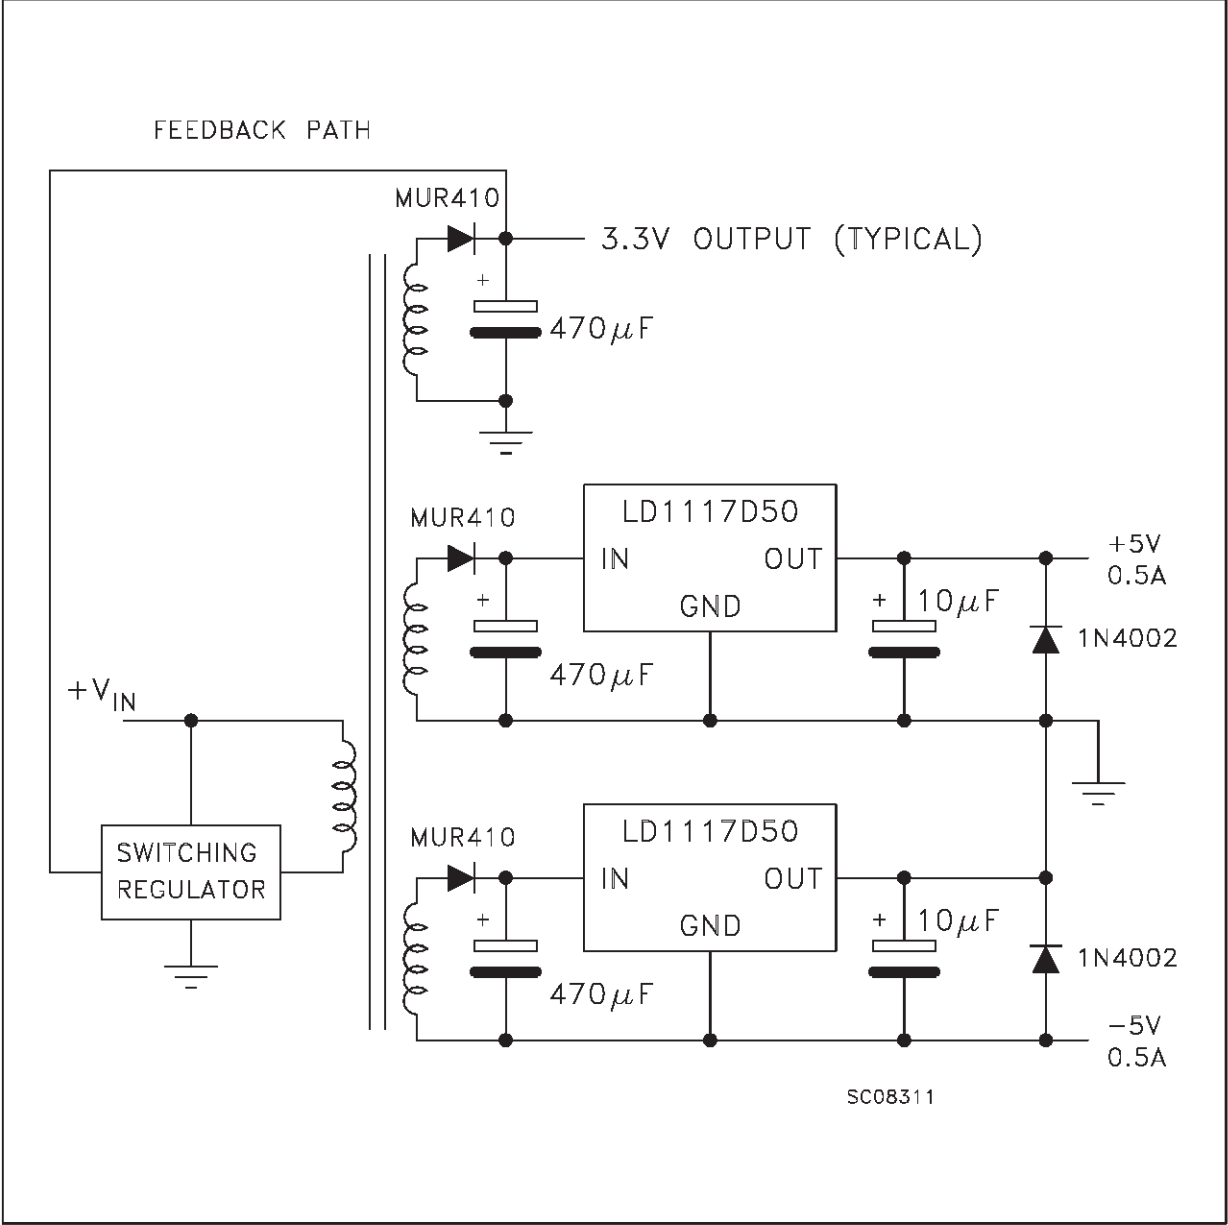 FEEDBACK PATH
MUR410
3.3V OUTPUT (TYPICAL)
+
470μF
LD1117D50
MUR410
IN OUT
+5V
0.5A
GND
+
470μF
+ 10μF
1N4002
+VIN
SWITCHING
REGULATOR
LD1117D50
MUR410
IN OUT
GND
+
470μF
+ 10μF
1N4002
-5V
0.5A
SC08311